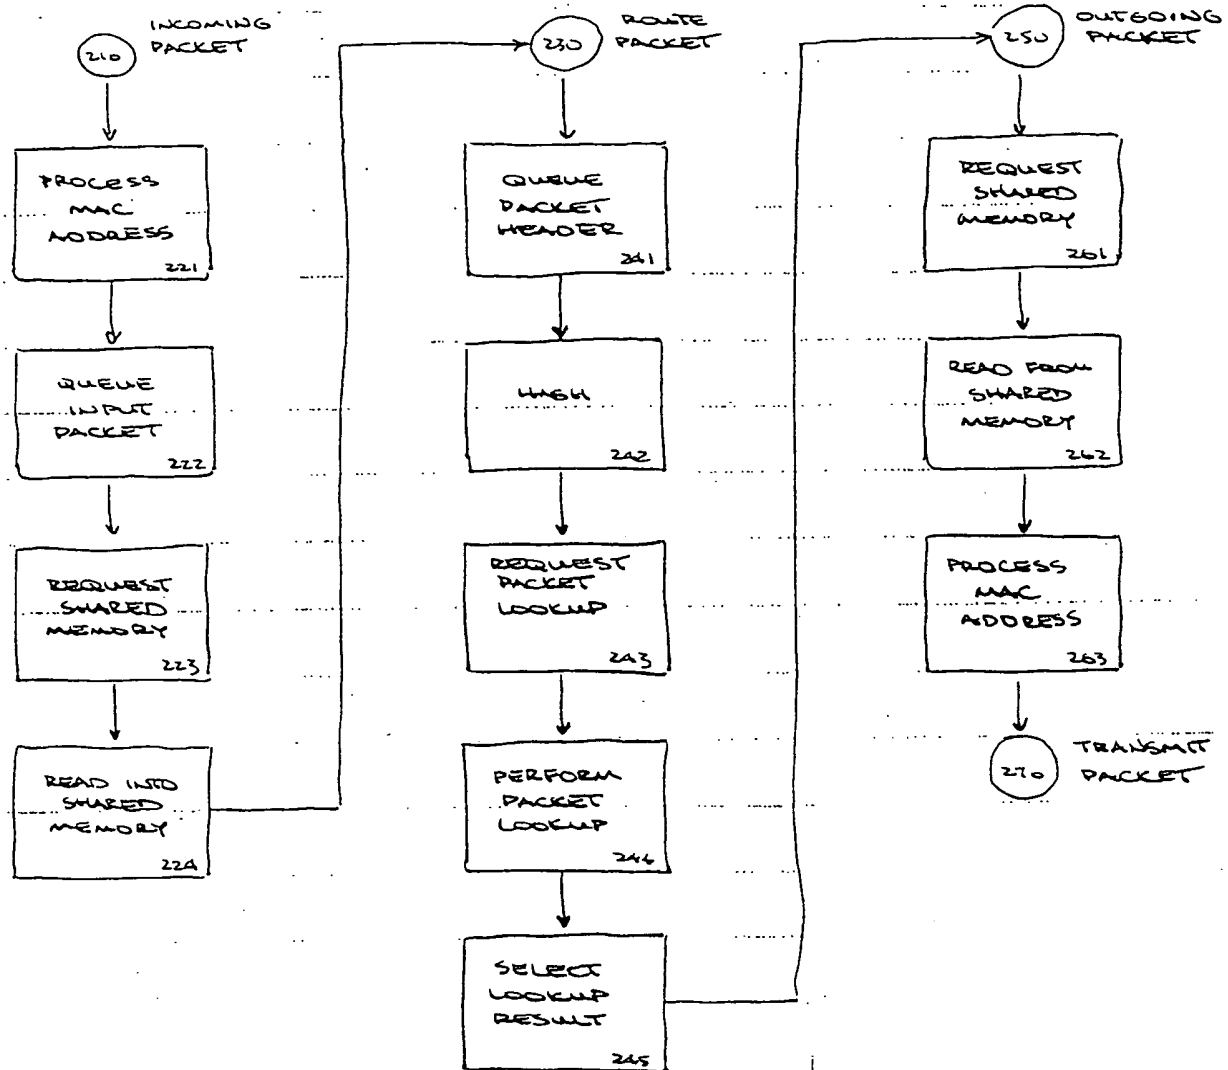 210
INCOMING
PACKET
PROCESS
MAC
ADDRESS
221
QUEUE
INPUT
PACKET
222
REQUEST
SHARED
MEMORY
223
READ INTO
SHARED
MEMORY
224
230
ROUTE
PACKET
QUEUE
PACKET
HEADER
241
HASH
242
REQUEST
PACKET
LOOKUP
243
PERFORM
PACKET
LOOKUP
244
SELECT
LOOKUP
RESULT
245
250
OUTGOING
PACKET
REQUEST
SHARED
MEMORY
261
READ FROM
SHARED
MEMORY
262
PROCESS
MAC
ADDRESS
263
270
TRANSMIT
PACKET